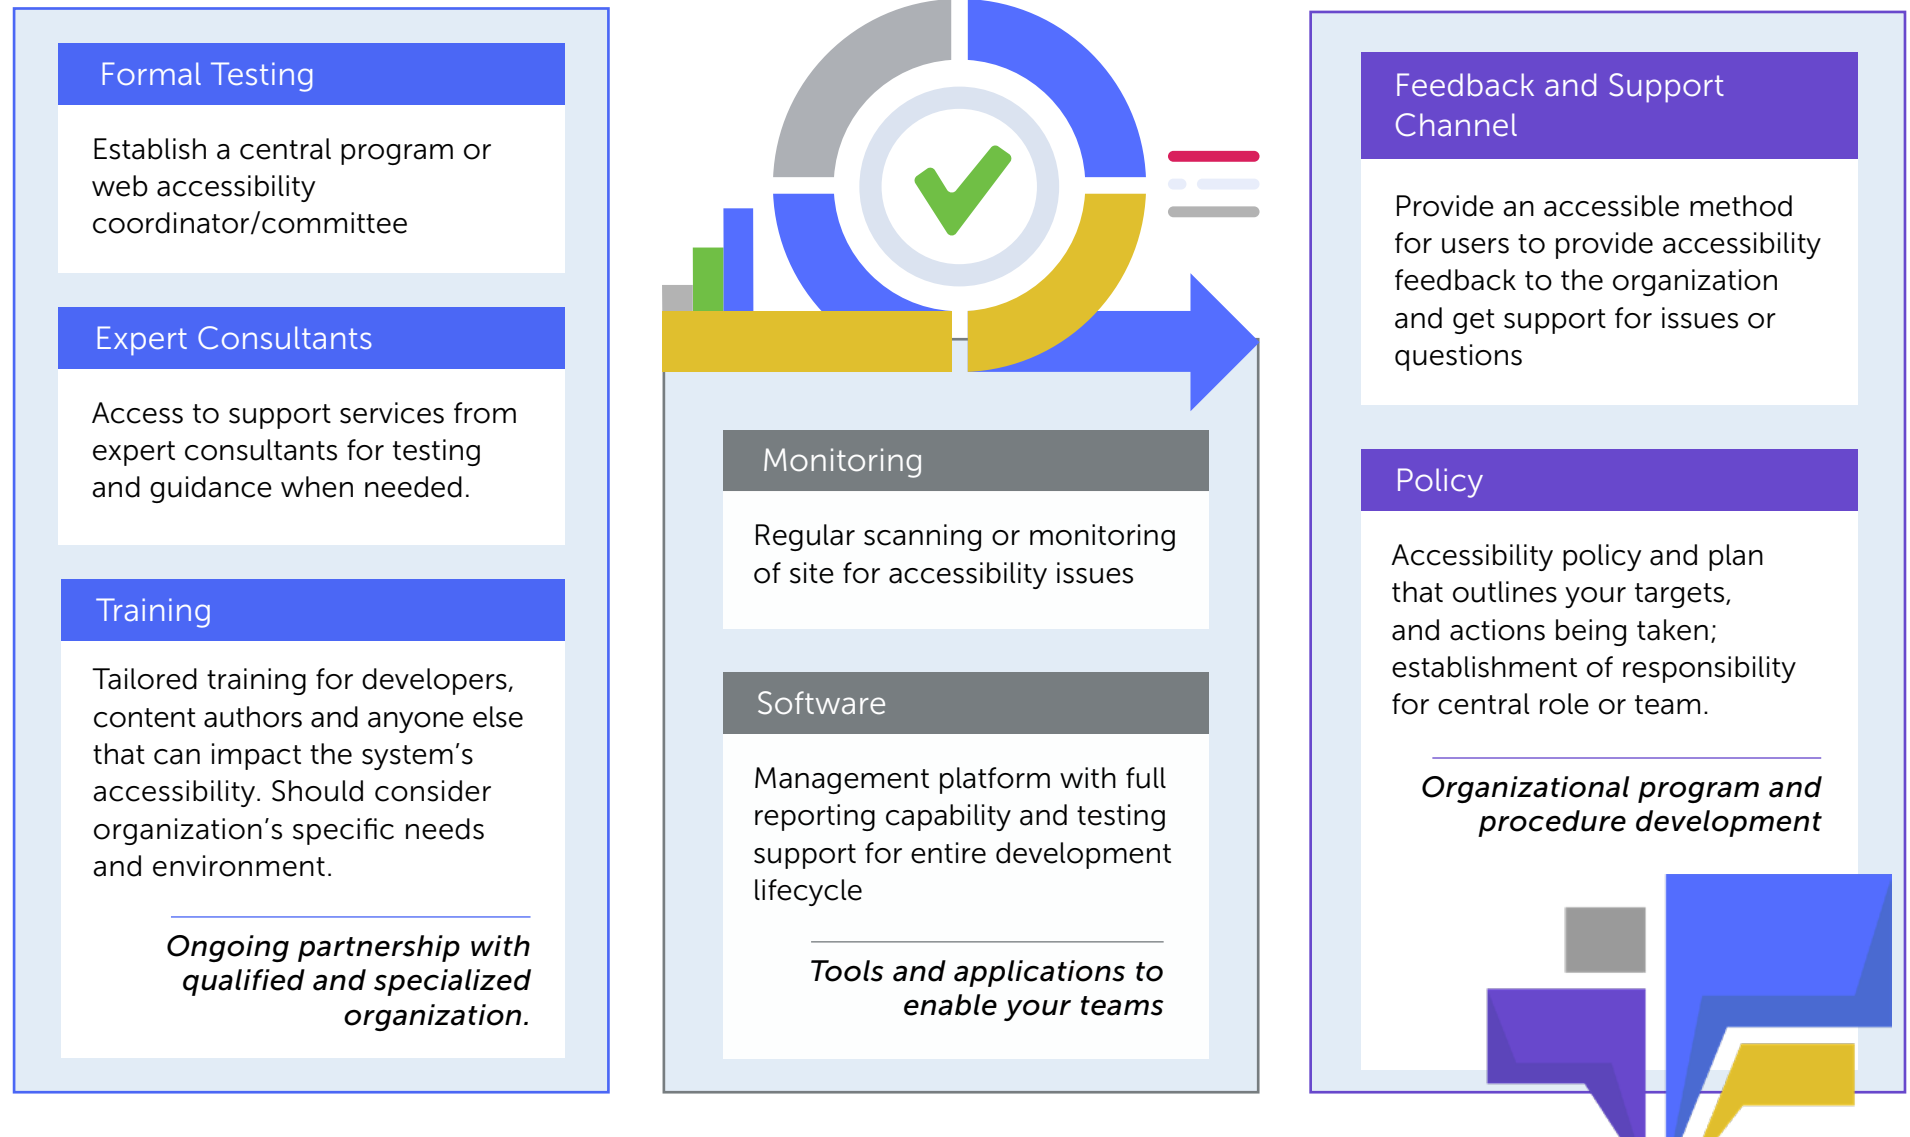 Formal Testing
Establish a central program or
web accessibility
coordinator/committee
Expert Consultants
Access to support services from
expert consultants for testing
and guidance when needed.
Training
Tailored training for developers,
content authors and anyone else
that can impact the system’s
accessibility. Should consider
organization’s specific needs
and environment.
Ongoing partnership with
qualified and specialized
organization.
Monitoring
Regular scanning or monitoring
of site for accessibility issues
Software
Management platform with full
reporting capability and testing
support for entire development
lifecycle
Tools and applications to
enable your teams
Feedback and Support
Channel
Provide an accessible method
for users to provide accessibility
feedback to the organization
and get support for issues or
questions
Policy
Accessibility policy and plan
that outlines your targets,
and actions being taken;
establishment of responsibility
for central role or team.
Organizational program and
procedure development